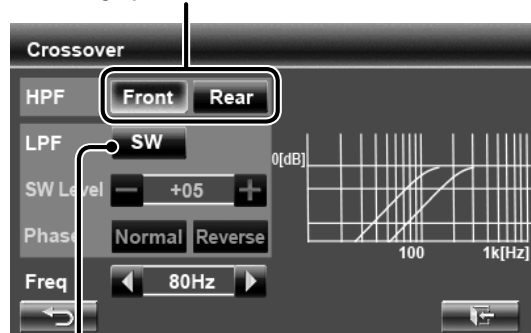 Crossover
HPF Front Rear
LPF SW
0[dB]
SW Level +05
Phase Normal Reverse
100 1k[Hz]
Freq 80Hz